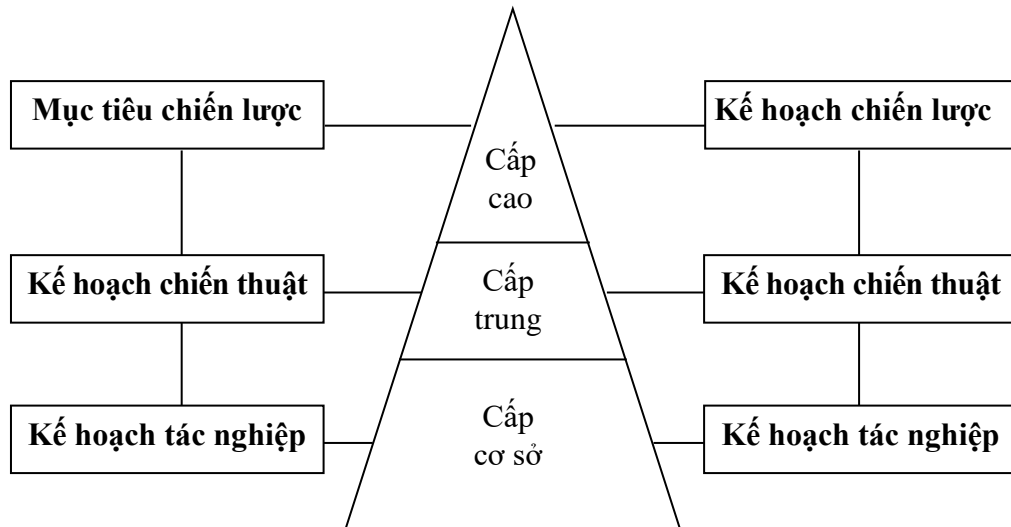 Mục tiêu chiến lược
Kế hoạch chiến lược
Cấp
cao
Kế hoạch chiến thuật
Cấp
trung
Kế hoạch chiến thuật
Kế hoạch tác nghiệp
Cấp
cơ sở
Kế hoạch tác nghiệp